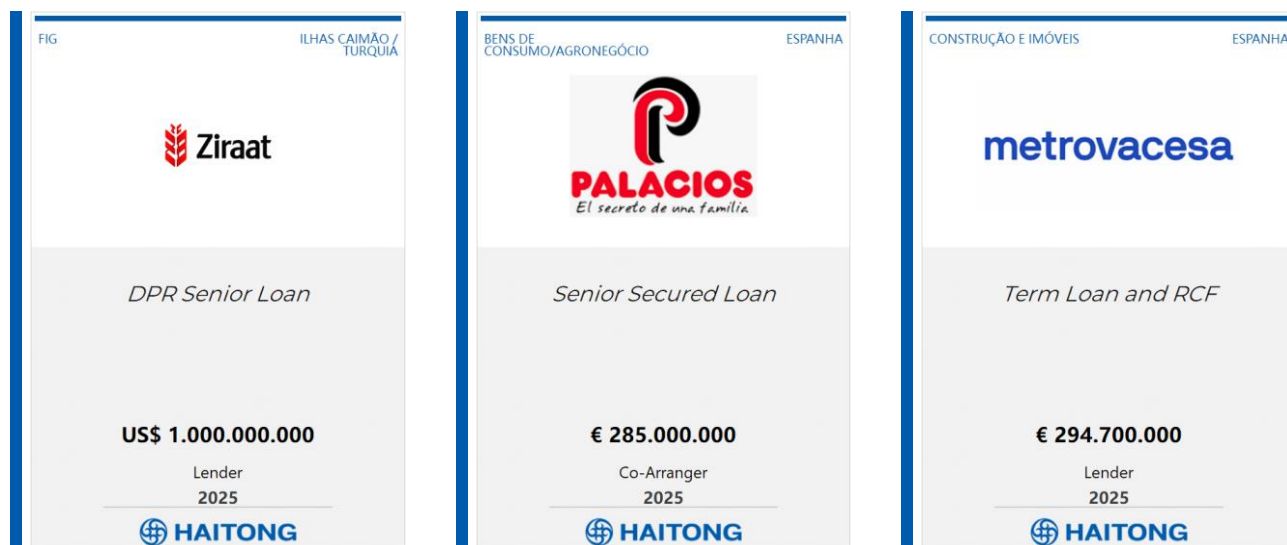 FIG
ILHAS CAIMÃO /
TURQUIA
Ziraat
DPR Senior Loan
US$ 1.000.000.000
Lender
2025
HAITONG
BENS DE
CONSUMO/AGRONEGÓCIO
ESPANHA
PALACIOS
El secreto de una familia
Senior Secured Loan
€ 285.000.000
Co-Arranger
2025
HAITONG
CONSTRUÇÃO E IMÓVEIS
ESPANHA
metrovacesa
Term Loan and RCF
€ 294.700.000
Lender
2025
HAITONG